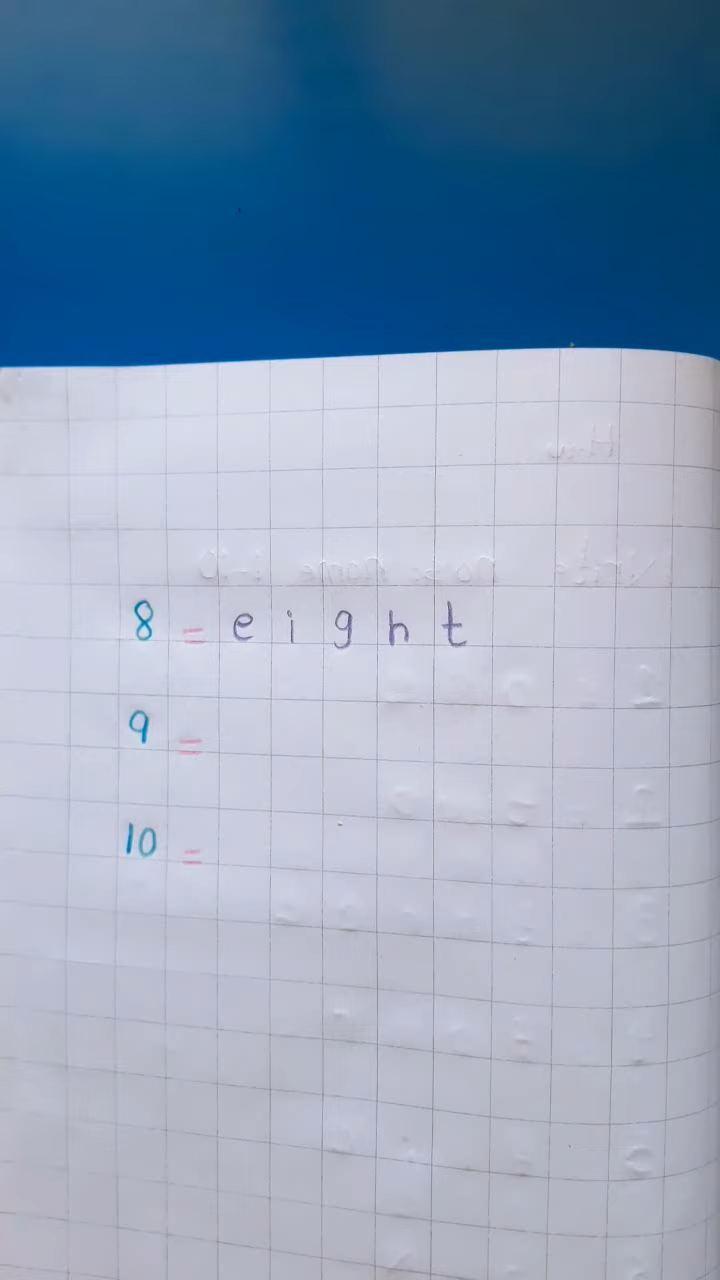 8 = eight
9 =
10 =